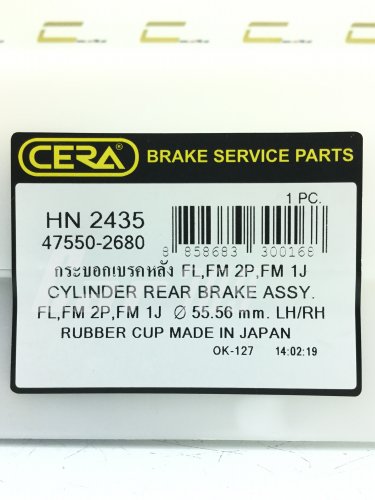 CERA BRAKE SERVICE PARTS
1 PC.
HN 2435
47550-2680
8 858683 300168
กระบอกเบรคหลัง FL,FM 2P,FM 1J
CYLINDER REAR BRAKE ASSY.
FL,FM 2P,FM 1J Ø 55.56 mm. LH/RH
RUBBER CUP MADE IN JAPAN
OK-127 14:02:19